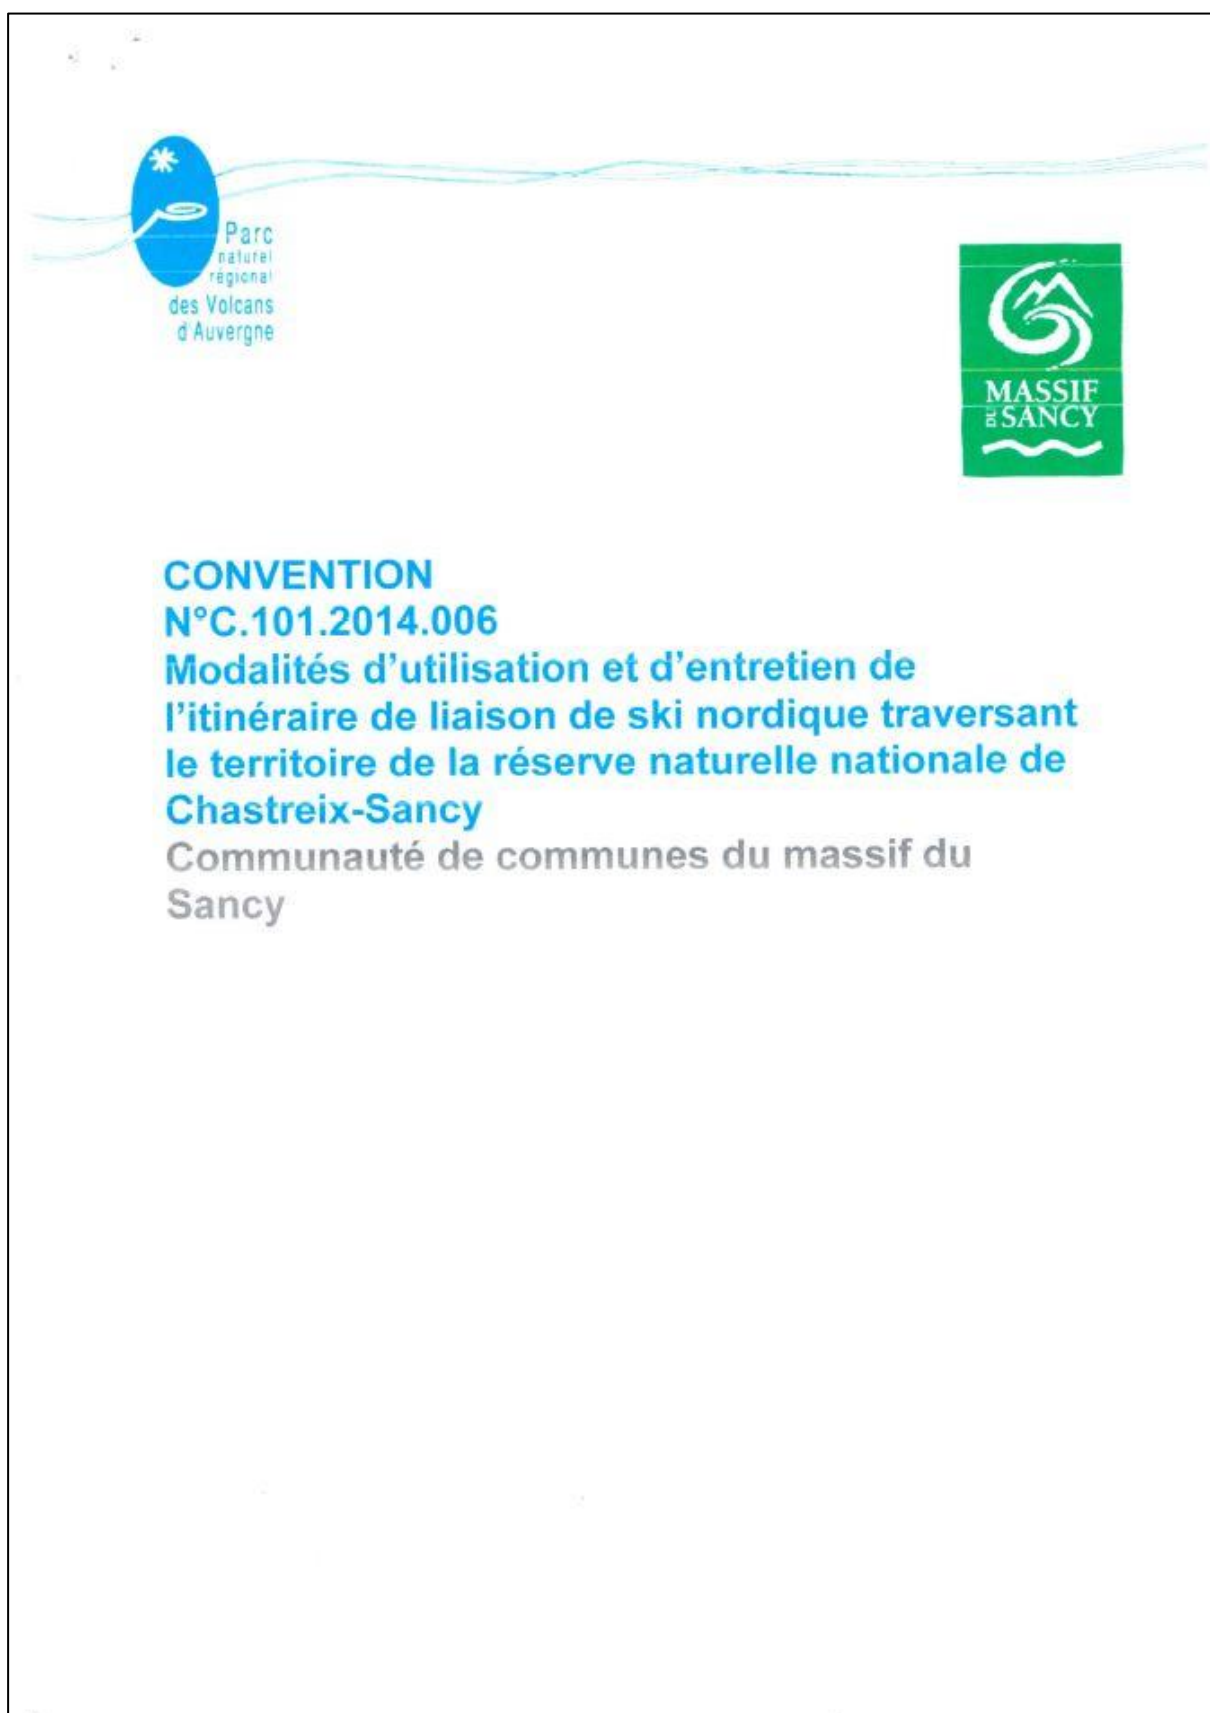 Parc
naturel
régional
des Volcans
d'Auvergne
MASSIF
DU SANCY
CONVENTION
N°C.101.2014.006
Modalités d'utilisation et d'entretien de
l'itinéraire de liaison de ski nordique traversant
le territoire de la réserve naturelle nationale de
Chastreix-Sancy
Communauté de communes du massif du
Sancy